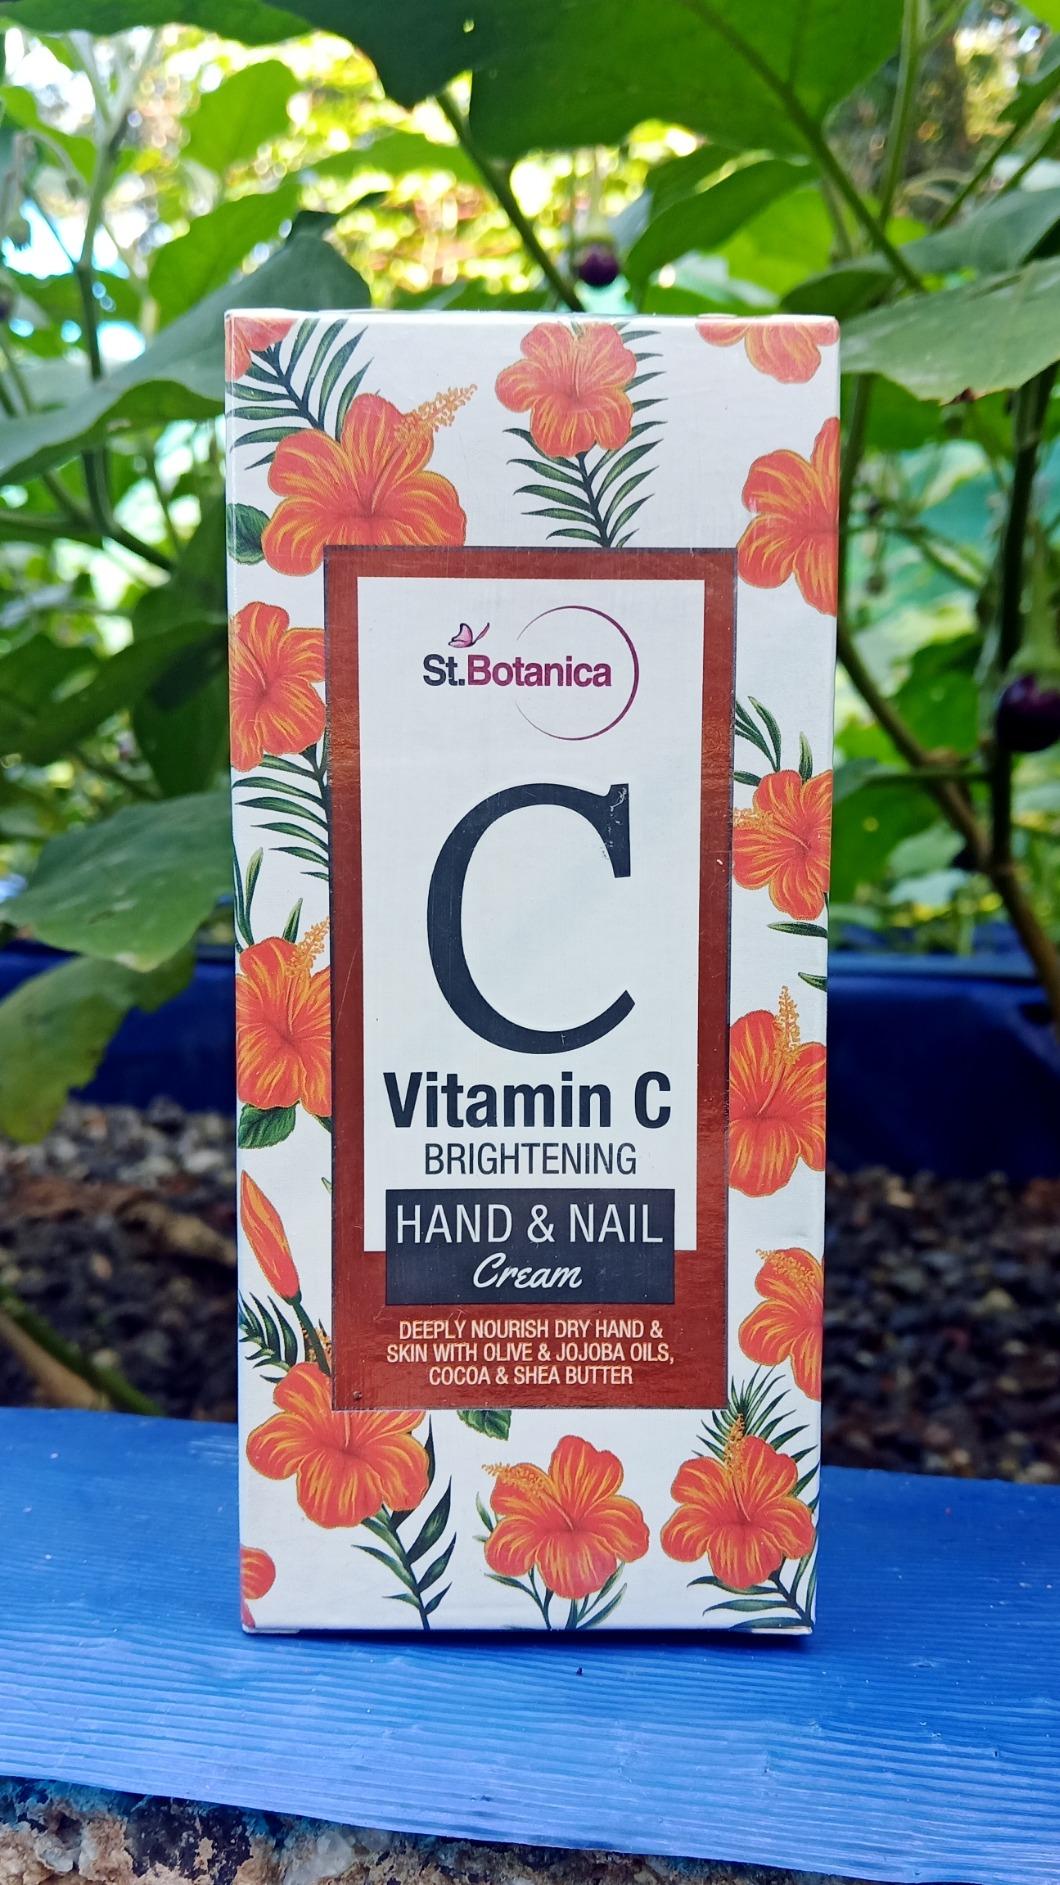 St.Botanica
C
Vitamin C
BRIGHTENING
HAND & NAIL
Cream
DEEPLY NOURISH DRY HAND &
SKIN WITH OLIVE & JOJOBA OILS,
COCOA & SHEA BUTTER